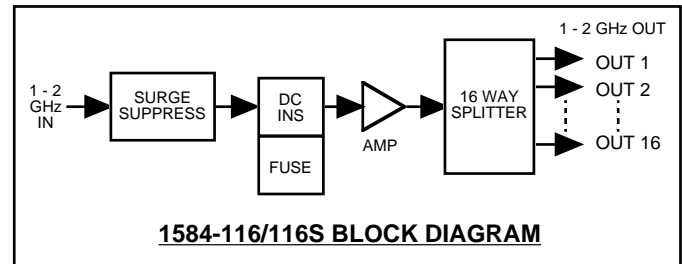 1 - 2 GHz OUT
1 - 2
GHz
IN
SURGE
SUPPRESS
DC
INS
FUSE
AMP
16 WAY
SPLITTER
OUT 1
OUT 2
OUT 16
1584-116/116S BLOCK DIAGRAM